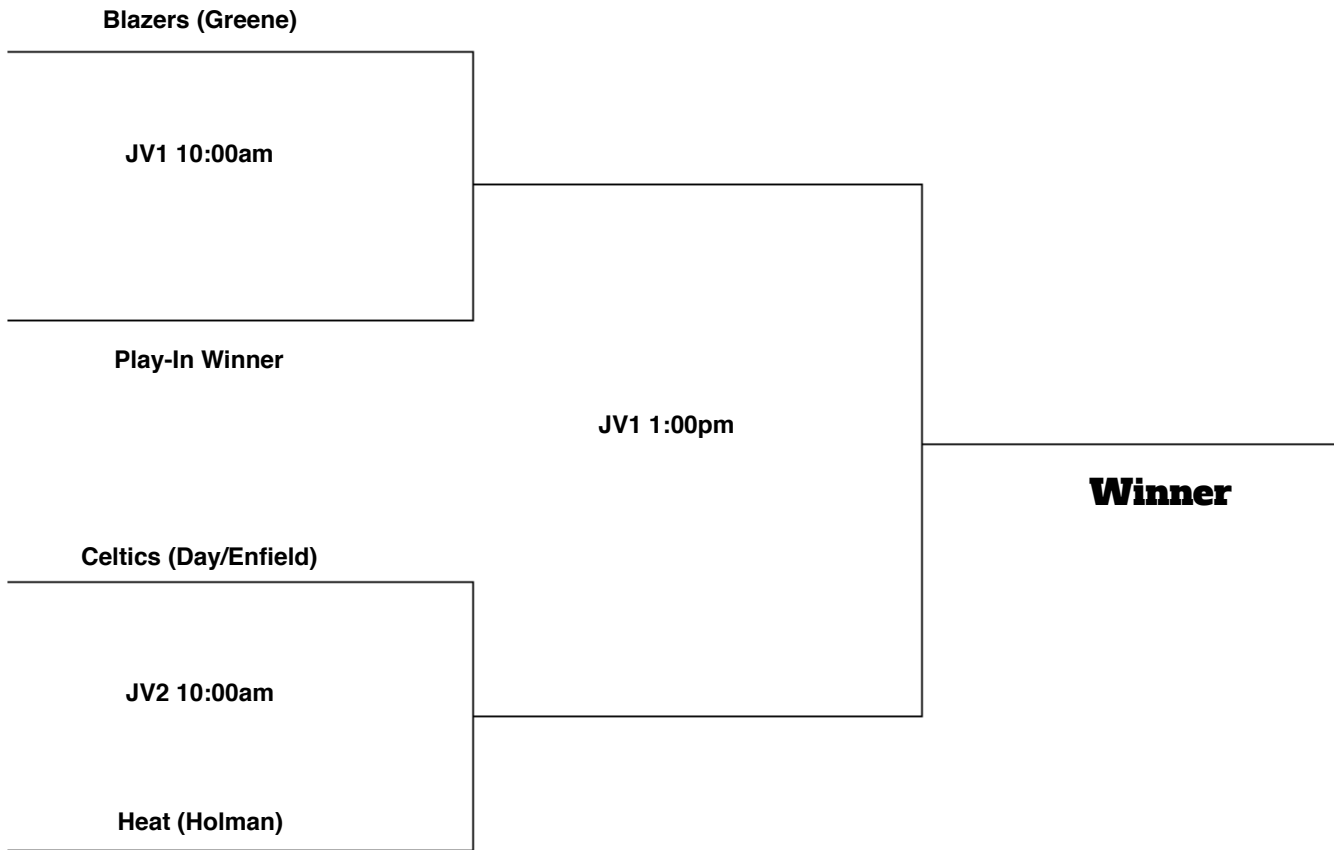 Blazers (Greene)
JV1 10:00am
Play-In Winner
JV1 1:00pm
Winner
Celtics (Day/Enfield)
JV2 10:00am
Heat (Holman)